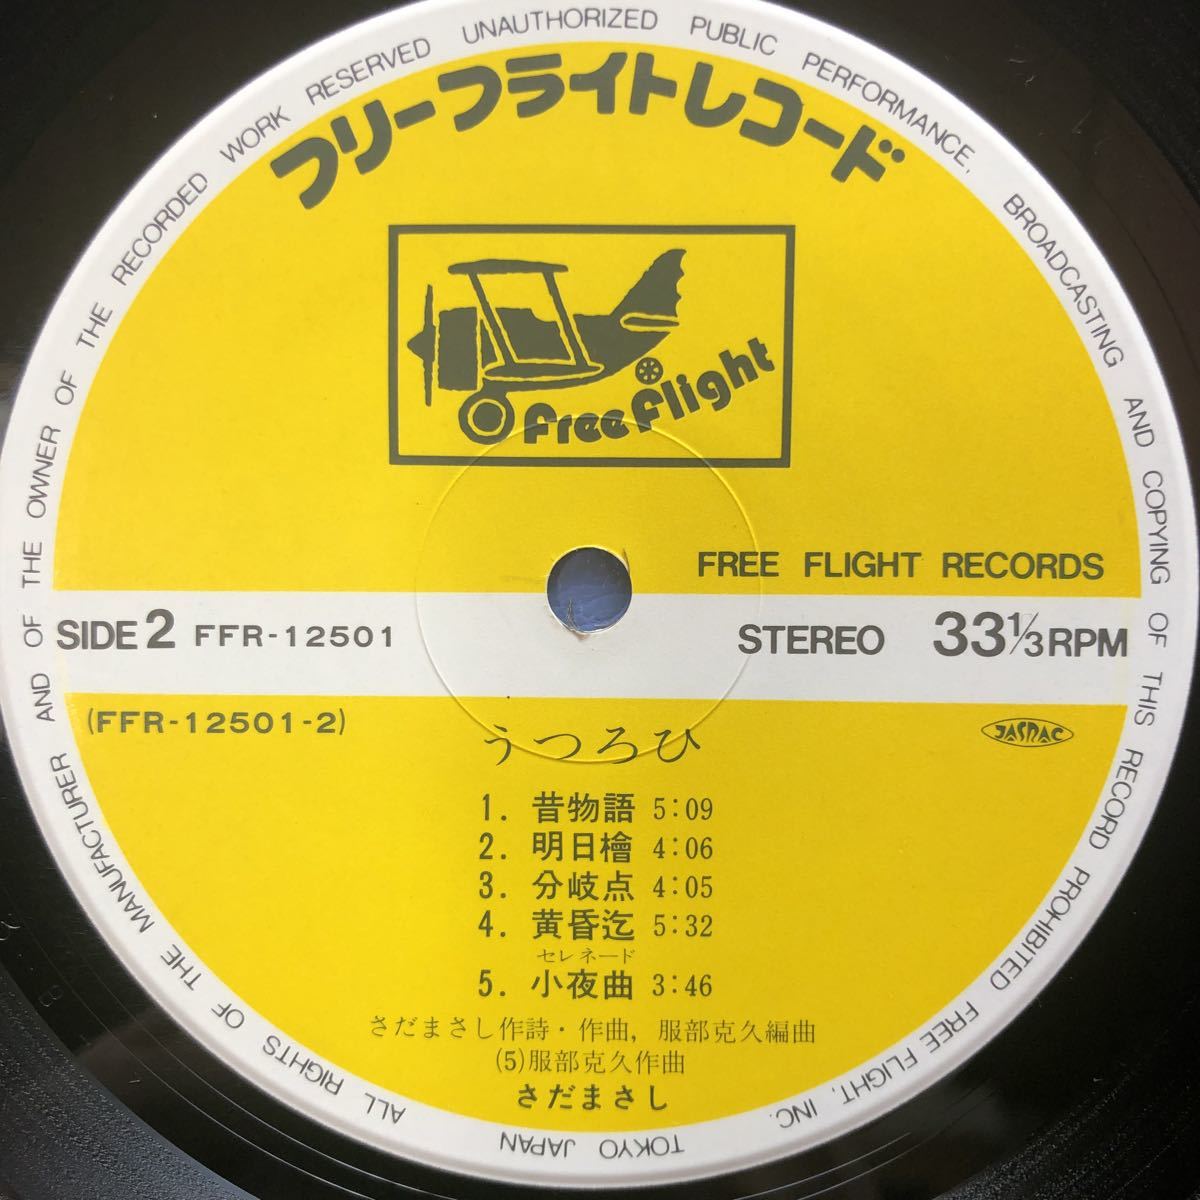 ALL RIGHTS OF THE MANUFACTURER AND OF THE OWNER OF THE RECORDED WORK RESERVED UNAUTHORIZED PUBLIC PERFORMANCE, BROADCASTING AND COPYING OF THIS RECORD PROHIBITED FREE FLIGHT, INC.
TOKYO JAPAN
フリーフライトレコード
Free Flight
FREE FLIGHT RECORDS
SIDE 2 FFR-12501 STEREO 33⅓ RPM
(FFR-12501-2)
JASRAC
うつろひ
1. 昔物語 5:09
2. 明日檜 4:06
3. 分岐点 4:05
4. 黄昏迄 5:32
セレネード
5. 小夜曲 3:46
さだまさし作詩・作曲, 服部克久編曲
(5)服部克久作曲
さだまさし